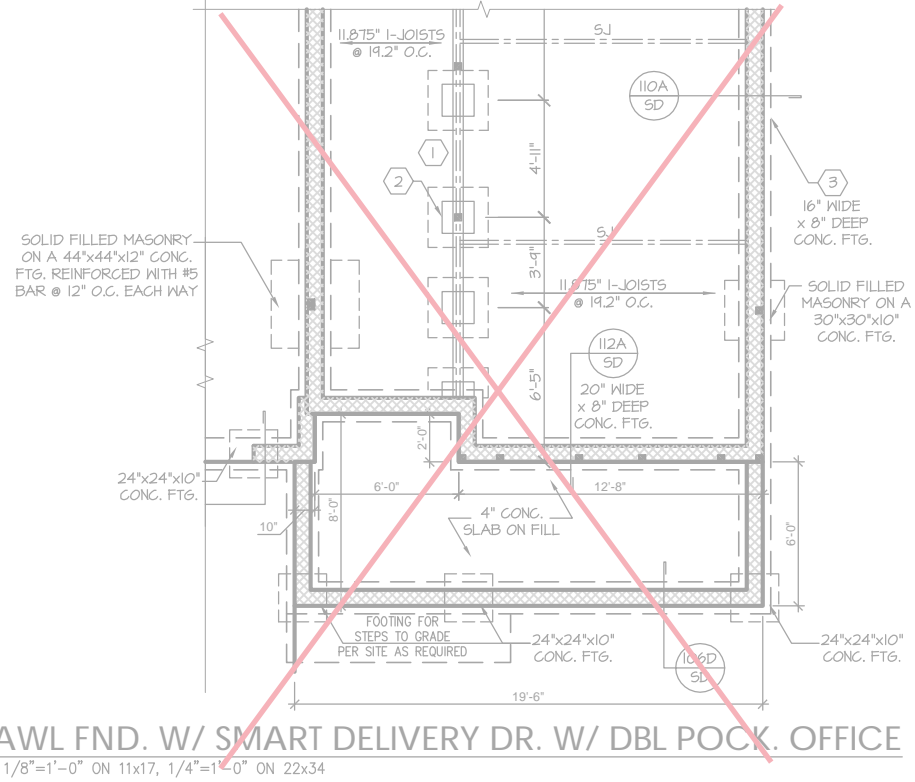 11.875" I-JOISTS
@ 19.2" O.C.
SJ
110A
SD
4'-11"
1
2
3
16" WIDE
x 8" DEEP
CONC. FTG.
SOLID FILLED MASONRY
ON A 44"x44"x12" CONC.
FTG. REINFORCED WITH #5
BAR @ 12" O.C. EACH WAY
SJ
3'-9"
11.875" I-JOISTS
@ 19.2" O.C.
SOLID FILLED
MASONRY ON A
30"x30"x10"
CONC. FTG.
112A
SD
20" WIDE
x 8" DEEP
CONC. FTG.
6'-5"
2'-0"
24"x24"x10"
CONC. FTG.
6'-0"
12'-8"
8'-0"
10"
4" CONC.
SLAB ON FILL
6'-0"
FOOTING FOR
STEPS TO GRADE
PER SITE AS REQUIRED
24"x24"x10"
CONC. FTG.
106D
SD
24"x24"x10"
CONC. FTG.
19'-6"
AWL FND. W/ SMART DELIVERY DR. W/ DBL POCK. OFFICE
1/8"=1'-0" ON 11x17, 1/4"=1'-0" ON 22x34